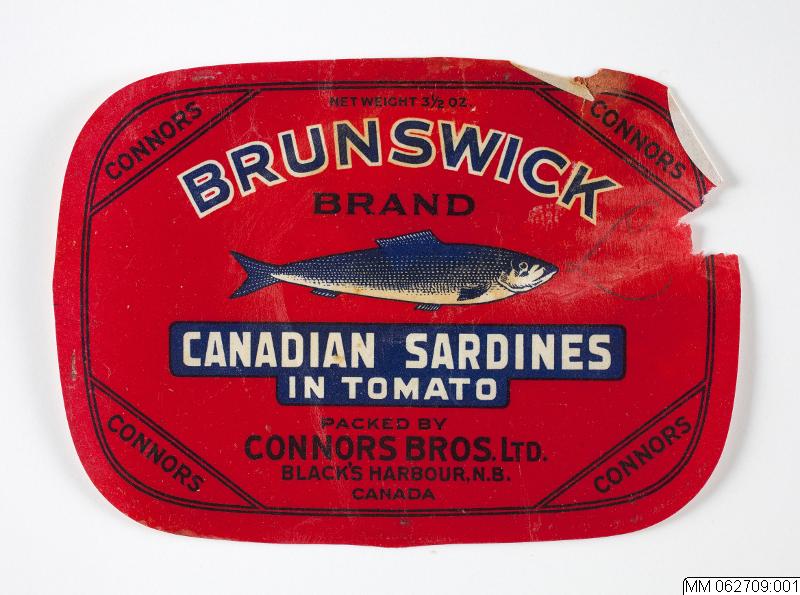 NET WEIGHT 3½ OZ.
CONNORS
CONNORS
BRUNSWICK
BRAND
CANADIAN SARDINES
IN TOMATO
PACKED BY
CONNORS BROS. LTD.
BLACK'S HARBOUR, N.B.
CANADA
CONNORS
CONNORS
MM 062709:001